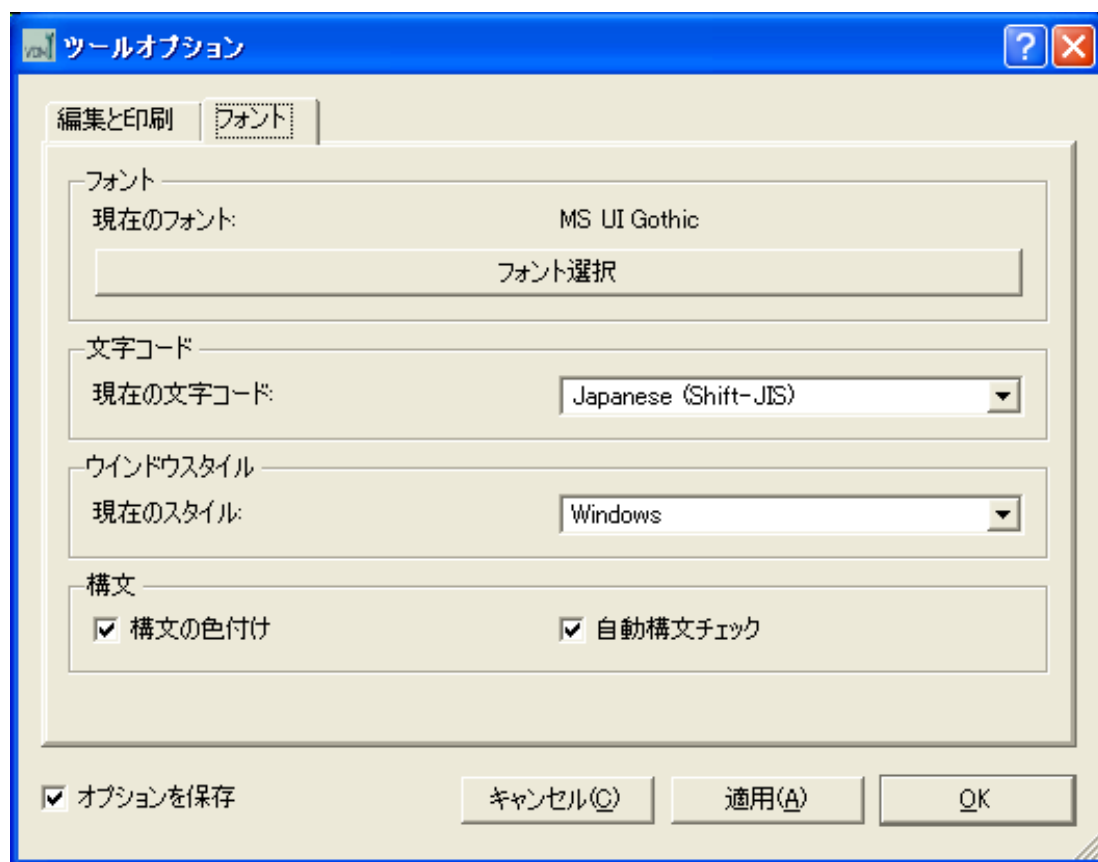 VDM
ツールオプション
編集と印刷 フォント
フォント
現在のフォント: MS UI Gothic
フォント選択
文字コード
現在の文字コード: Japanese (Shift-JIS)
ウインドウスタイル
現在のスタイル: Windows
構文
構文の色付け 自動構文チェック
オプションを保存 キャンセル(C) 適用(A) OK